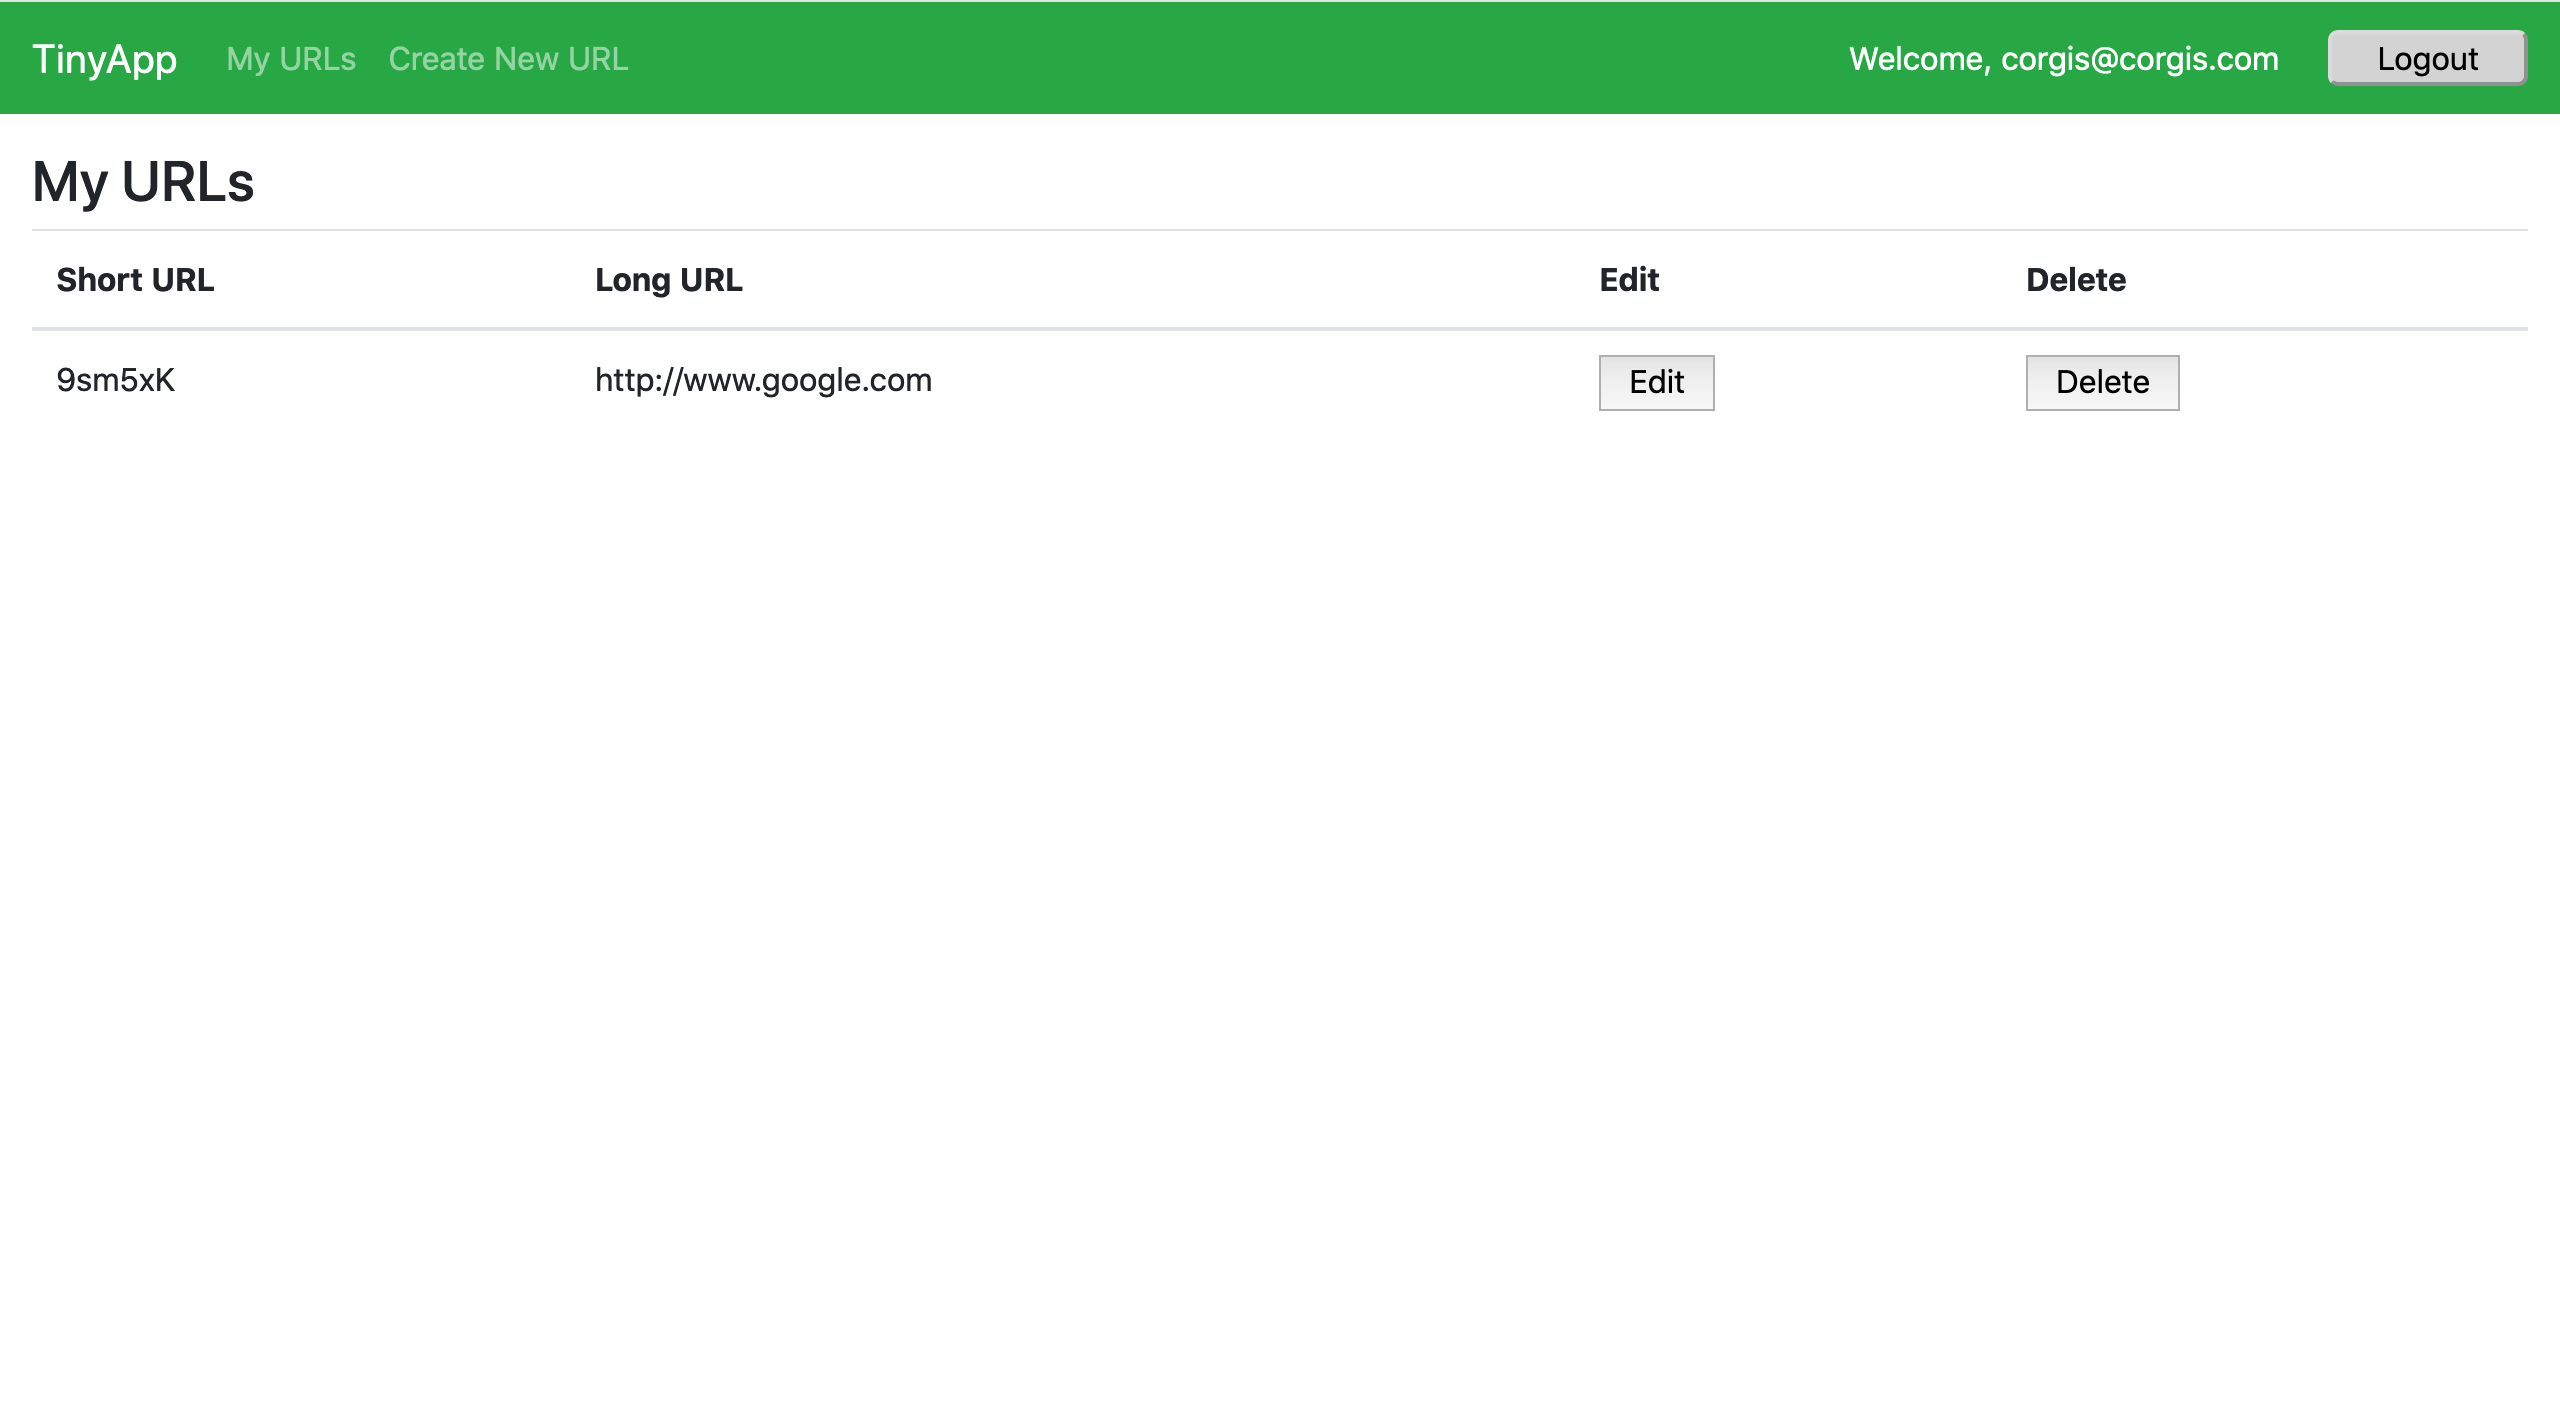 TinyApp My URLs Create New URL Welcome, corgis@corgis.com Logout
My URLs
Short URL Long URL Edit Delete
9sm5xK http://www.google.com Edit Delete